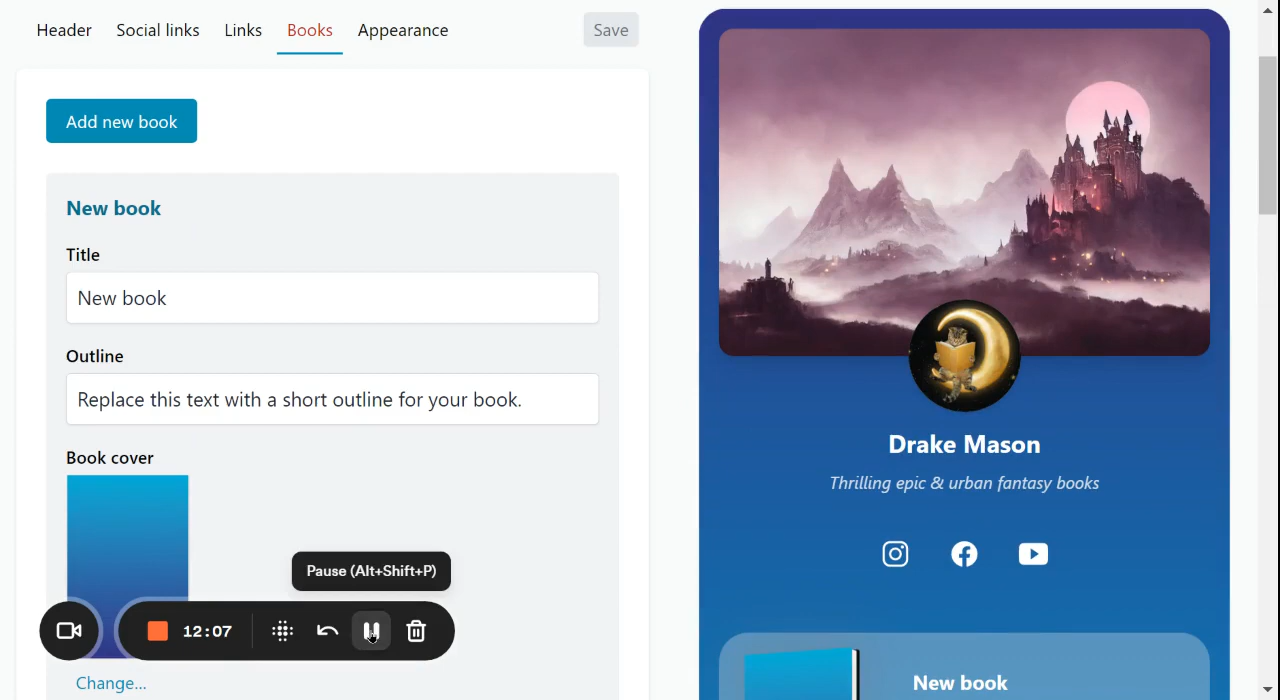 Header Social links Links Books Appearance Save
Add new book
New book
Title
New book
Outline
Replace this text with a short outline for your book.
Book cover
Pause (Alt+Shift+P)
12:07
Change...
Drake Mason
Thrilling epic & urban fantasy books
New book